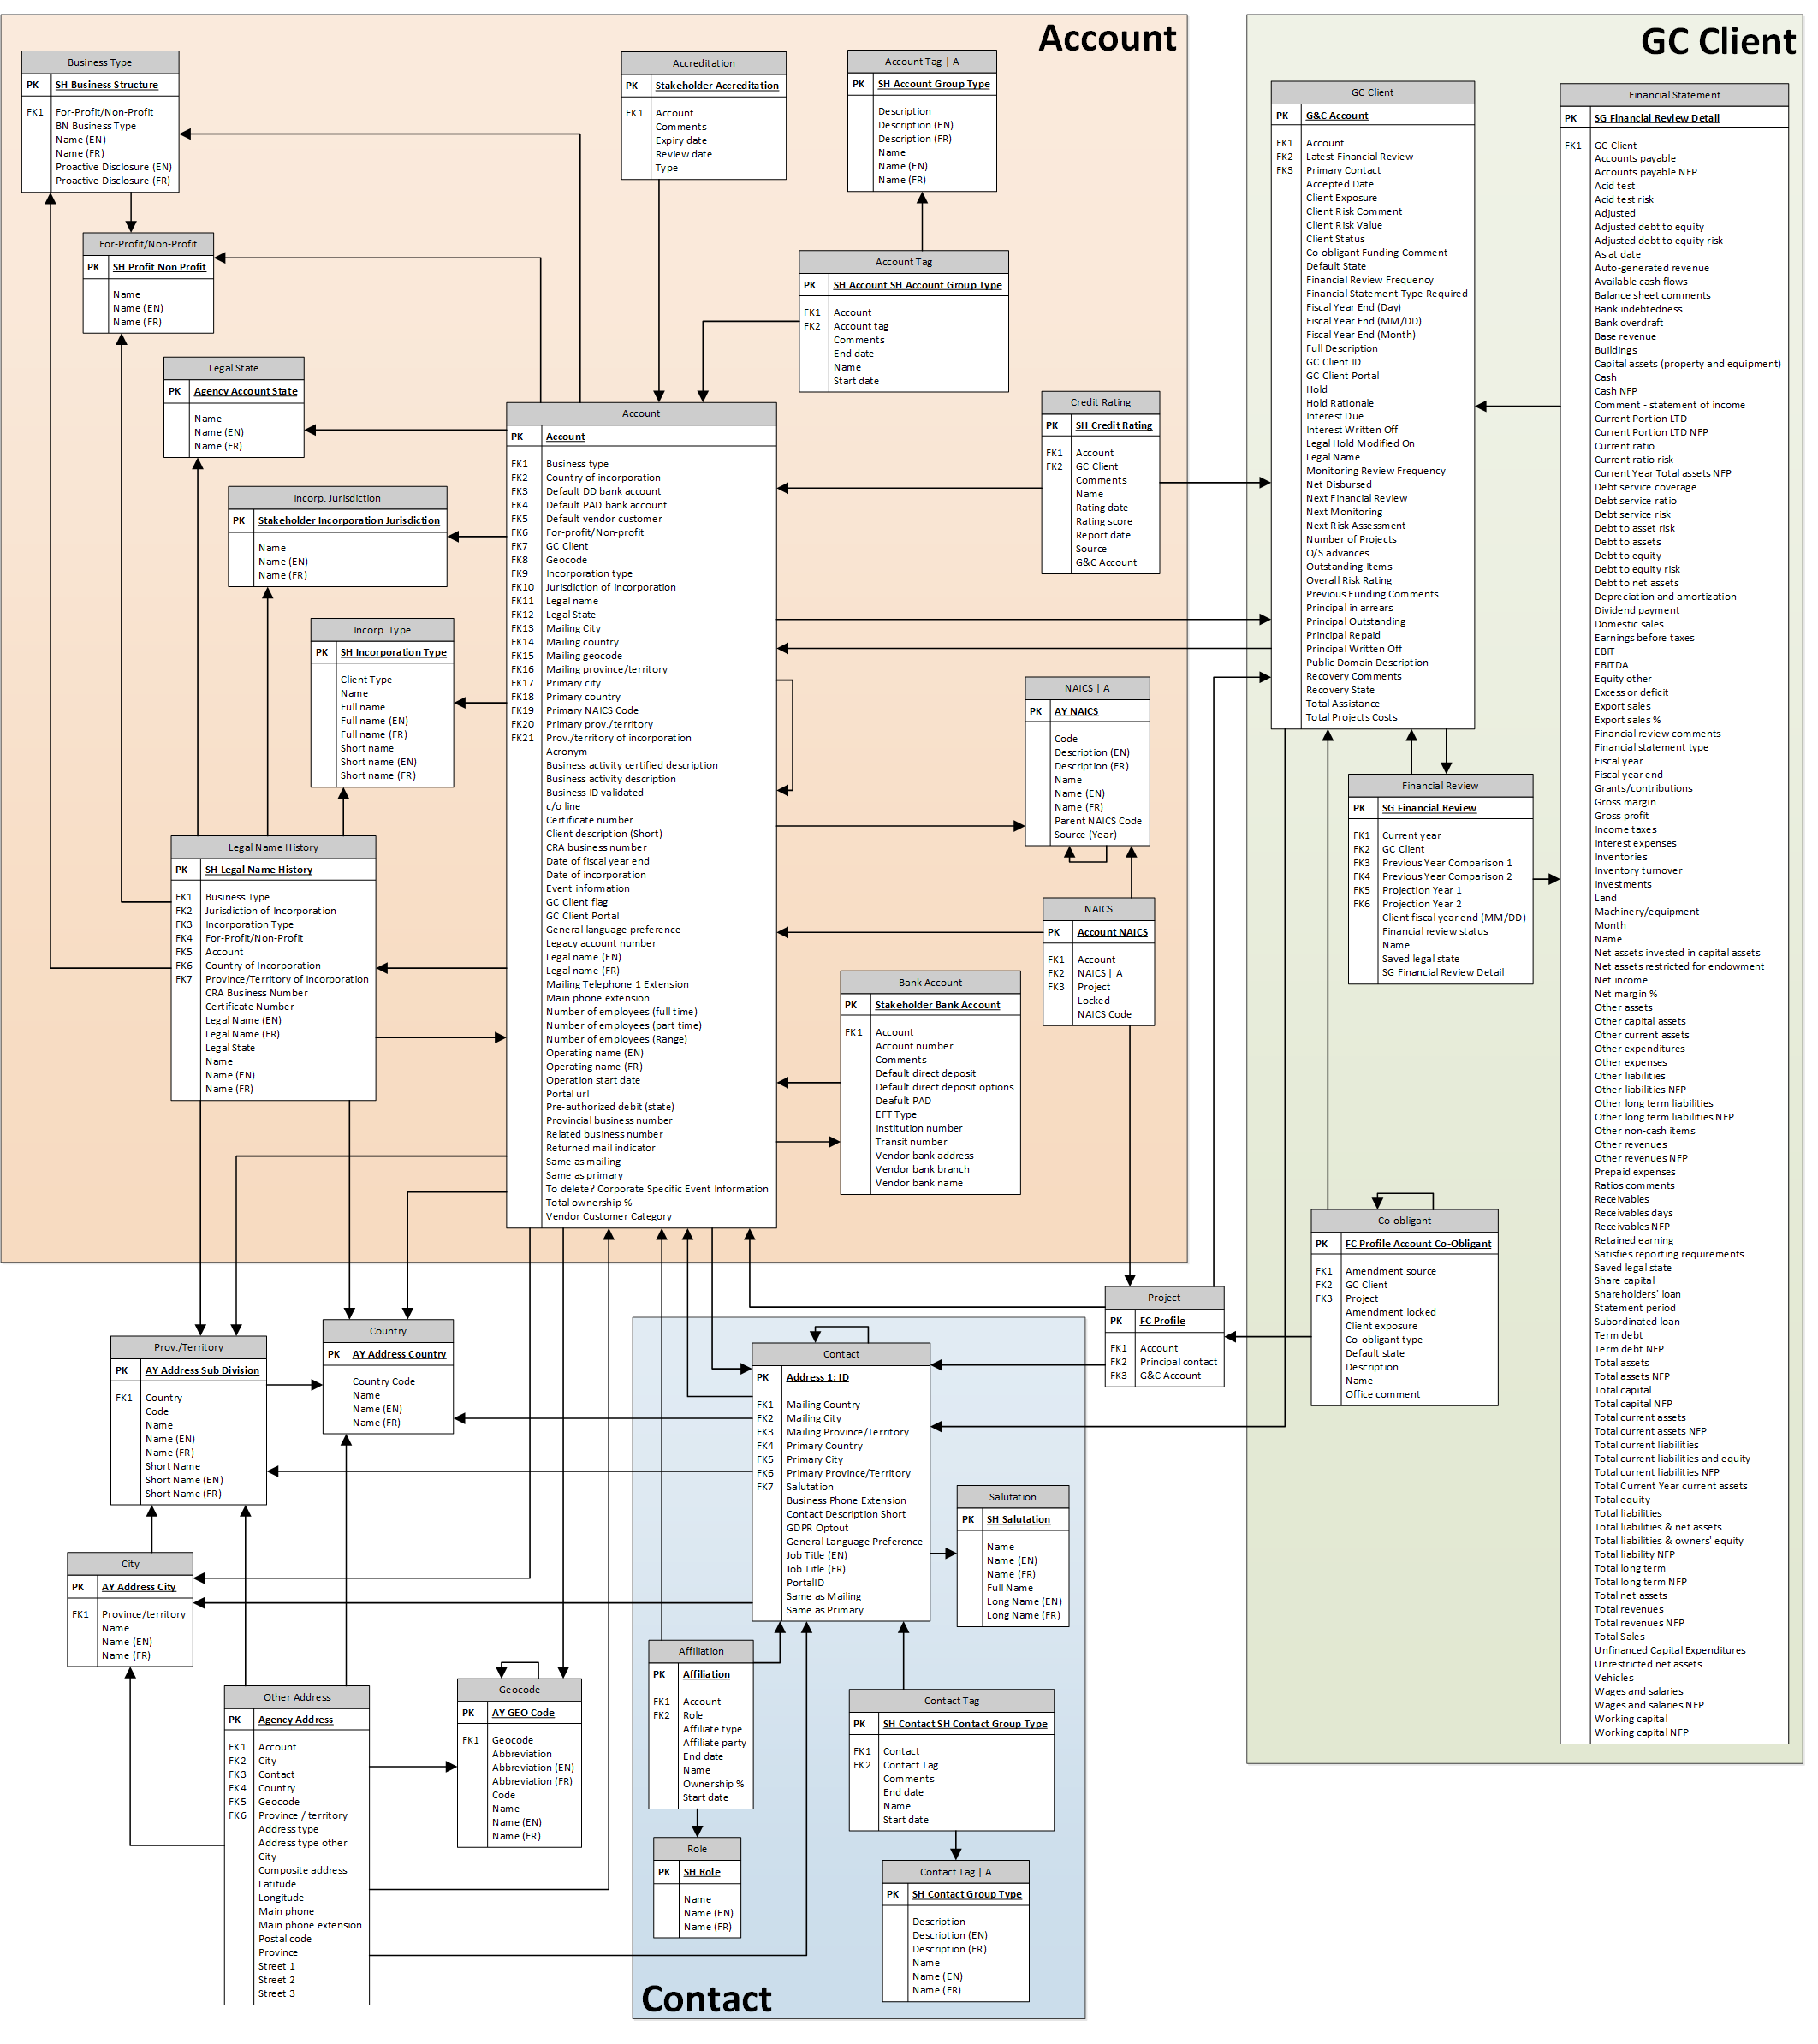 Account
Business Type
PK SH Business Structure
FK1 For-Profit/Non-Profit
BN Business Type
Name (EN)
Name (FR)
Proactive Disclosure (EN)
Proactive Disclosure (FR)
For-Profit/Non-Profit
PK SH Profit Non Profit
Name
Name (EN)
Name (FR)
Legal State
PK Agency Account State
Name
Name (EN)
Name (FR)
Incorp. Jurisdiction
PK Stakeholder Incorporation Jurisdiction
Name
Name (EN)
Name (FR)
Incorp. Type
PK SH Incorporation Type
Client Type
Name
Full name
Full name (EN)
Full name (FR)
Short name
Short name (EN)
Short name (FR)
Legal Name History
PK SH Legal Name History
FK1 Business Type
FK2 Jurisdiction of Incorporation
FK3 Incorporation Type
FK4 For-Profit/Non-Profit
FK5 Account
FK6 Country of Incorporation
FK7 Province/Territory of Incorporation
CRA Business Number
Certificate Number
Legal Name (EN)
Legal Name (FR)
Legal State
Name
Name (EN)
Name (FR)
Accreditation
PK Stakeholder Accreditation
FK1 Account
Comments
Expiry date
Review date
Type
Account Tag | A
PK SH Account Group Type
Description
Description (EN)
Description (FR)
Name
Name (EN)
Name (FR)
Account Tag
PK SH Account SH Account Group Type
FK1 Account
FK2 Account tag
Comments
End date
Name
Start date
Account
PK Account
FK1 Business type
FK2 Country of incorporation
FK3 Default DD bank account
FK4 Default PAD bank account
FK5 Default vendor customer
FK6 For-profit/Non-profit
FK7 GC Client
FK8 Geocode
FK9 Incorporation type
FK10 Jurisdiction of incorporation
FK11 Legal name
FK12 Legal State
FK13 Mailing City
FK14 Mailing country
FK15 Mailing geocode
FK16 Mailing province/territory
FK17 Primary city
FK18 Primary country
FK19 Primary NAICS Code
FK20 Primary prov./territory
FK21 Prov./territory of incorporation
Acronym
Business activity certified description
Business activity description
Business ID validated
c/o line
Certificate number
Client description (Short)
CRA business number
Date of fiscal year end
Date of incorporation
Event information
GC Client flag
GC Client Portal
General language preference
Legacy account number
Legal name (EN)
Legal name (FR)
Mailing Telephone 1 Extension
Main phone extension
Number of employees (full time)
Number of employees (part time)
Number of employees (Range)
Operating name (EN)
Operating name (FR)
Operation start date
Portal url
Pre-authorized debit (state)
Provincial business number
Related business number
Returned mail indicator
Same as mailing
Same as primary
To delete? Corporate Specific Event Information
Total ownership %
Vendor Customer Category
Credit Rating
PK SH Credit Rating
FK1 Account
FK2 GC Client
Comments
Name
Rating date
Rating score
Report date
Source
G&C Account
NAICS | A
PK AY NAICS
Code
Description (EN)
Description (FR)
Name
Name (EN)
Name (FR)
Parent NAICS Code
Source (Year)
NAICS
PK Account NAICS
FK1 Account
FK2 NAICS | A
FK3 Project
Locked
NAICS Code
Bank Account
PK Stakeholder Bank Account
FK1 Account
Account number
Comments
Default direct deposit
Default direct deposit options
Deafult PAD
EFT Type
Institution number
Transit number
Vendor bank address
Vendor bank branch
Vendor bank name
GC Client
GC Client
PK G&C Account
FK1 Account
FK2 Latest Financial Review
FK3 Primary Contact
Accepted Date
Client Exposure
Client Risk Comment
Client Risk Value
Client Status
Co-obligant Funding Comment
Default State
Financial Review Frequency
Financial Statement Type Required
Fiscal Year End (Day)
Fiscal Year End (MM/DD)
Fiscal Year End (Month)
Full Description
GC Client ID
GC Client Portal
Hold
Hold Rationale
Interest Due
Interest Written Off
Legal Hold Modified On
Legal Name
Monitoring Review Frequency
Net Disbursed
Next Financial Review
Next Monitoring
Next Risk Assessment
Number of Projects
O/S advances
Outstanding Items
Overall Risk Rating
Previous Funding Comments
Principal in arrears
Principal Outstanding
Principal Repaid
Principal Written Off
Public Domain Description
Recovery Comments
Recovery State
Total Assistance
Total Projects Costs
Financial Review
PK SG Financial Review
FK1 Current year
FK2 GC Client
FK3 Previous Year Comparison 1
FK4 Previous Year Comparison 2
FK5 Projection Year 1
FK6 Projection Year 2
Client fiscal year end (MM/DD)
Financial review status
Name
Saved legal state
SG Financial Review Detail
Co-obligant
PK FC Profile Account Co-Obligant
FK1 Amendment source
FK2 GC Client
FK3 Project
Amendment locked
Client exposure
Co-obligant type
Default state
Description
Name
Office comment
Financial Statement
PK SG Financial Review Detail
FK1 GC Client
Accounts payable
Accounts payable NFP
Acid test
Acid test risk
Adjusted
Adjusted debt to equity
Adjusted debt to equity risk
As at date
Auto-generated revenue
Available cash flows
Balance sheet comments
Bank indebtedness
Bank overdraft
Base revenue
Buildings
Capital assets (property and equipment)
Cash
Cash NFP
Comment - statement of income
Current Portion LTD
Current Portion LTD NFP
Current ratio
Current ratio risk
Current Year Total assets NFP
Debt service coverage
Debt service ratio
Debt service risk
Debt to asset risk
Debt to assets
Debt to equity
Debt to equity risk
Debt to net assets
Depreciation and amortization
Dividend payment
Domestic sales
Earnings before taxes
EBIT
EBITDA
Equity other
Excess or deficit
Export sales
Export sales %
Financial review comments
Financial statement type
Fiscal year
Fiscal year end
Grants/contributions
Gross margin
Gross profit
Income taxes
Interest expenses
Inventories
Inventory turnover
Investments
Land
Machinery/equipment
Month
Name
Net assets invested in capital assets
Net assets restricted for endowment
Net income
Net margin %
Other assets
Other capital assets
Other current assets
Other expenditures
Other expenses
Other liabilities
Other liabilities NFP
Other long term liabilities
Other long term liabilities NFP
Other non-cash items
Other revenues
Other revenues NFP
Prepaid expenses
Ratios comments
Receivables
Receivables days
Receivables NFP
Retained earning
Satisfies reporting requirements
Saved legal state
Share capital
Shareholders' loan
Statement period
Subordinated loan
Term debt
Term debt NFP
Total assets
Total assets NFP
Total capital
Total capital NFP
Total current assets
Total current assets NFP
Total current liabilities
Total current liabilities and equity
Total current liabilities NFP
Total Current Year current assets
Total equity
Total liabilities
Total liabilities & net assets
Total liabilities & owners' equity
Total liability NFP
Total long term
Total long term NFP
Total net assets
Total revenues
Total revenues NFP
Total Sales
Unfinanced Capital Expenditures
Unrestricted net assets
Vehicles
Wages and salaries
Wages and salaries NFP
Working capital
Working capital NFP
Project
PK FC Profile
FK1 Account
FK2 Principal contact
FK3 G&C Account
Prov./Territory
PK AY Address Sub Division
FK1 Country
Code
Name
Name (EN)
Name (FR)
Short Name
Short Name (EN)
Short Name (FR)
Country
PK AY Address Country
Country Code
Name
Name (EN)
Name (FR)
City
PK AY Address City
FK1 Province/territory
Name
Name (EN)
Name (FR)
Other Address
PK Agency Address
FK1 Account
FK2 City
FK3 Contact
FK4 Country
FK5 Geocode
FK6 Province / territory
Address type
Address type other
City
Composite address
Latitude
Longitude
Main phone
Main phone extension
Postal code
Province
Street 1
Street 2
Street 3
Geocode
PK AY GEO Code
FK1 Geocode
Abbreviation
Abbreviation (EN)
Abbreviation (FR)
Code
Name
Name (EN)
Name (FR)
Contact
PK Address 1: ID
FK1 Mailing Country
FK2 Mailing City
FK3 Mailing Province/Territory
FK4 Primary Country
FK5 Primary City
FK6 Primary Province/Territory
FK7 Salutation
Business Phone Extension
Contact Description Short
GDPR Optout
General Language Preference
Job Title (EN)
Job Title (FR)
PortalID
Same as Mailing
Same as Primary
Salutation
PK SH Salutation
Name
Name (EN)
Name (FR)
Full Name
Long Name (EN)
Long Name (FR)
Affiliation
PK Affiliation
FK1 Account
FK2 Role
Affiliate type
Affiliate party
End date
Name
Ownership %
Start date
Role
PK SH Role
Name
Name (EN)
Name (FR)
Contact Tag
PK SH Contact SH Contact Group Type
FK1 Contact
FK2 Contact Tag
Comments
End date
Name
Start date
Contact Tag | A
PK SH Contact Group Type
Description
Description (EN)
Description (FR)
Name
Name (EN)
Name (FR)
Contact